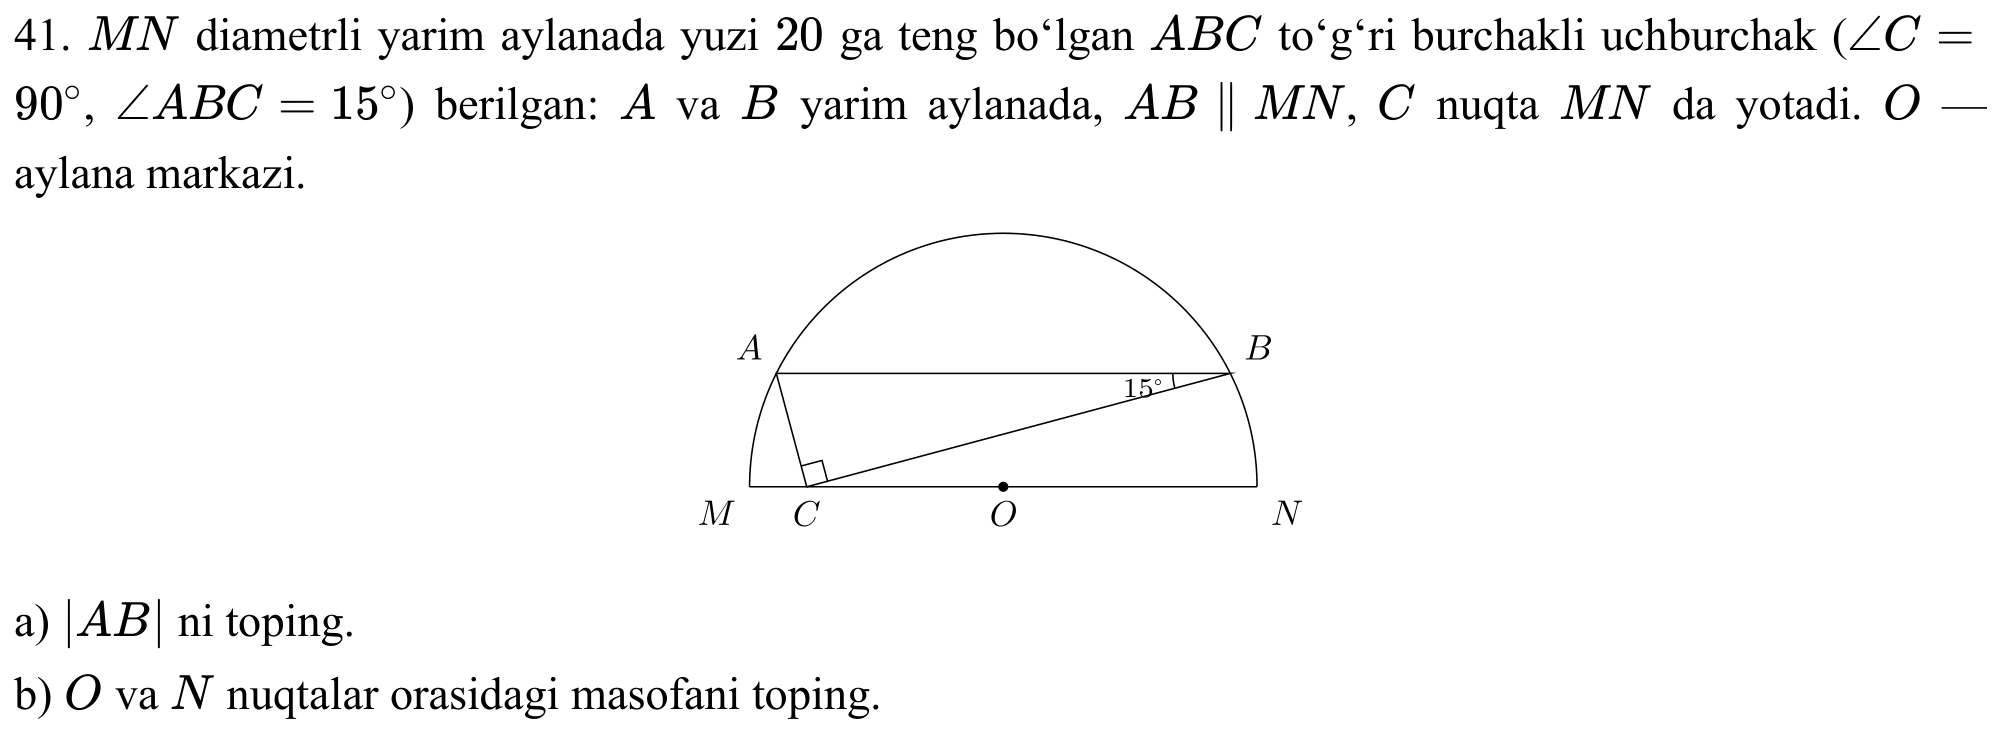 41. MN diametrli yarim aylanada yuzi 20 ga teng bo‘lgan ABC to‘g‘ri burchakli uchburchak (∠C =
90°, ∠ABC = 15°) berilgan: A va B yarim aylanada, AB ∥ MN, C nuqta MN da yotadi. O —
aylana markazi.
A B
15°
M C O N
a) |AB| ni toping.
b) O va N nuqtalar orasidagi masofani toping.